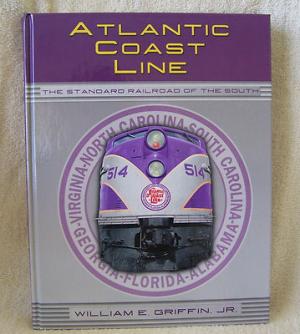 ATLANTIC
COAST
LINE
THE STANDARD RAILROAD OF THE SOUTH
VIRGINIA-NORTH CAROLINA-SOUTH CAROLINA-
GEORGIA-FLORIDA-ALABAMA-
514
514
WILLIAM E. GRIFFIN, JR.